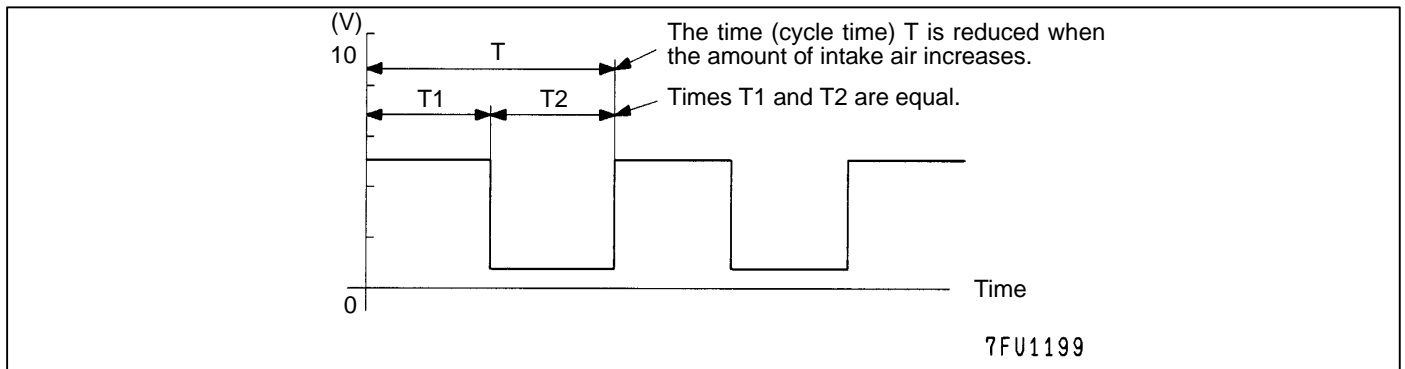 (V)
10
T
The time (cycle time) T is reduced when
the amount of intake air increases.
T1
T2
Times T1 and T2 are equal.
0
Time
7FU1199